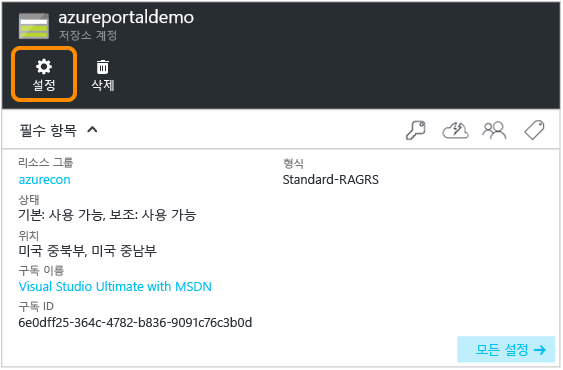 azureportaldemo
저장소 계정
설정 삭제
필수 항목
리소스 그룹 형식
azurecon Standard-RAGRS
상태
기본: 사용 가능, 보조: 사용 가능
위치
미국 중북부, 미국 중남부
구독 이름
Visual Studio Ultimate with MSDN
구독 ID
6e0dff25-364c-4782-b836-9091c76c3b0d
모든 설정 →